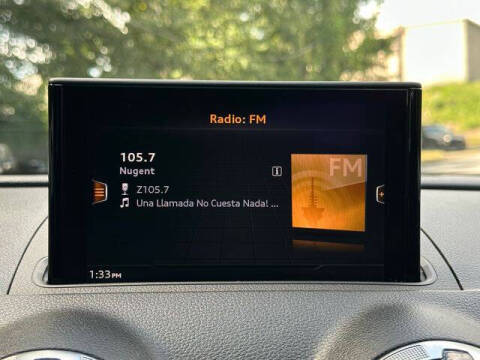 Radio: FM
105.7
Nugent
i
FM
Z105.7
Una Llamada No Cuesta Nada! ...
1:33PM